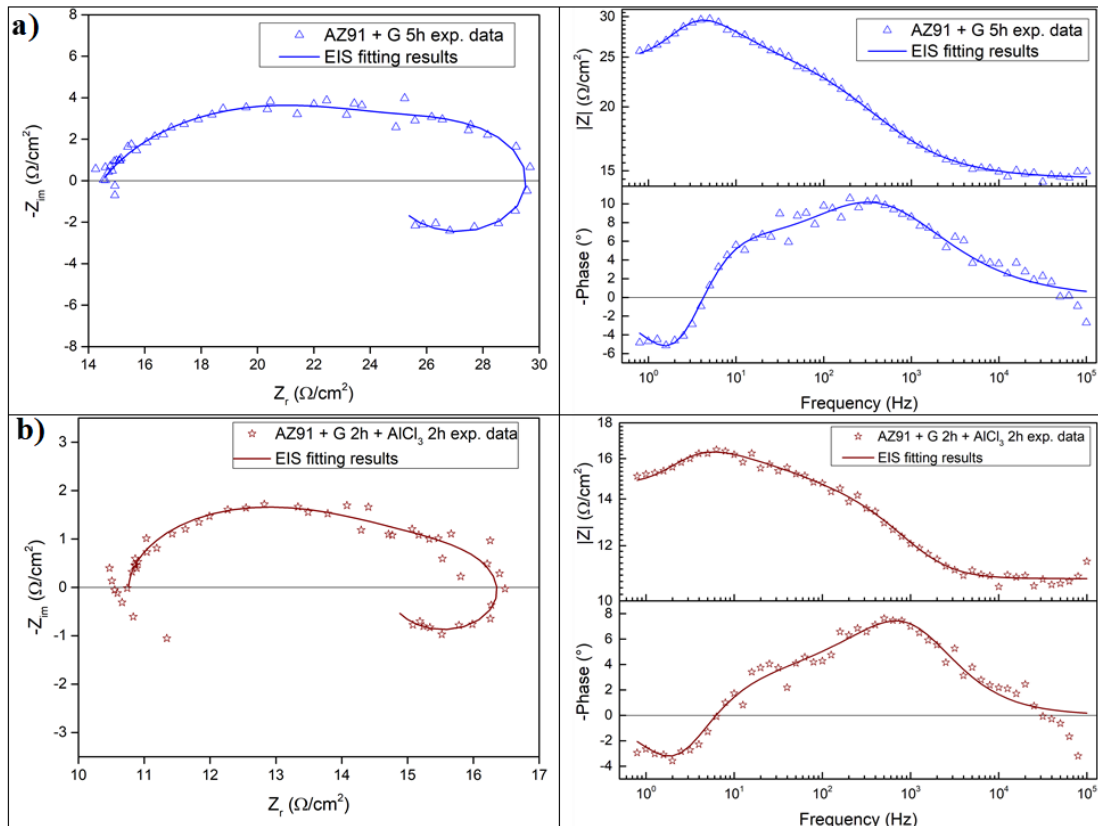 a)
AZ91 + G 5h exp. data
EIS fitting results
-Z_im (Ω/cm²)
8
6
4
2
0
-2
-4
-6
-8
14 16 18 20 22 24 26 28 30
Z_r (Ω/cm²)
AZ91 + G 5h exp. data
EIS fitting results
|Z| (Ω/cm²)
30
25
20
15
-Phase (°)
10
8
6
4
2
0
-2
-4
-6
10⁰ 10¹ 10² 10³ 10⁴ 10⁵
Frequency (Hz)
b)
AZ91 + G 2h + AlCl₃ 2h exp. data
EIS fitting results
-Z_im (Ω/cm²)
3
2
1
0
-1
-2
-3
10 11 12 13 14 15 16 17
Z_r (Ω/cm²)
AZ91 + G 2h + AlCl₃ 2h exp. data
EIS fitting results
|Z| (Ω/cm²)
18
16
14
12
10
-Phase (°)
8
6
4
2
0
-2
-4
10⁰ 10¹ 10² 10³ 10⁴ 10⁵
Frequency (Hz)